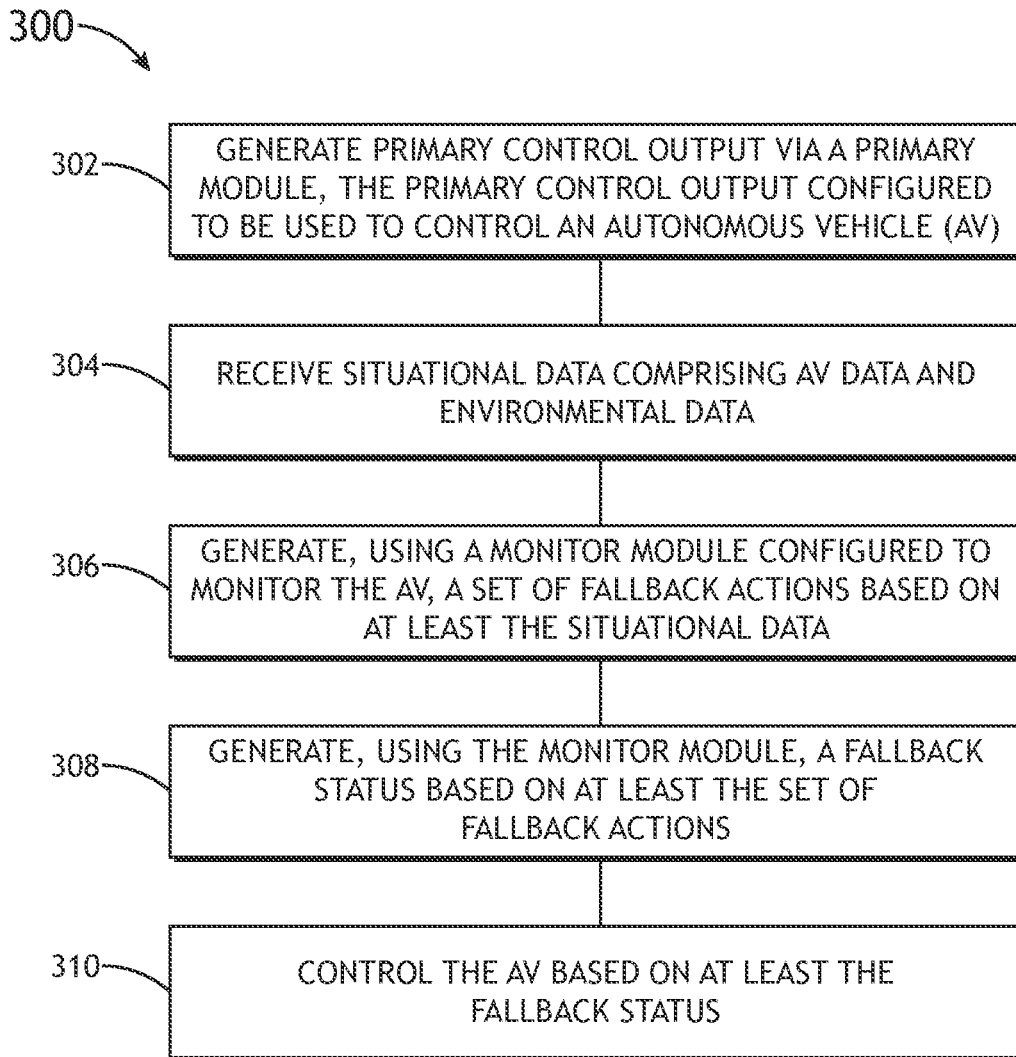 300
302
GENERATE PRIMARY CONTROL OUTPUT VIA A PRIMARY
MODULE, THE PRIMARY CONTROL OUTPUT CONFIGURED
TO BE USED TO CONTROL AN AUTONOMOUS VEHICLE (AV)
304
RECEIVE SITUATIONAL DATA COMPRISING AV DATA AND
ENVIRONMENTAL DATA
306
GENERATE, USING A MONITOR MODULE CONFIGURED TO
MONITOR THE AV, A SET OF FALLBACK ACTIONS BASED ON
AT LEAST THE SITUATIONAL DATA
308
GENERATE, USING THE MONITOR MODULE, A FALLBACK
STATUS BASED ON AT LEAST THE SET OF
FALLBACK ACTIONS
310
CONTROL THE AV BASED ON AT LEAST THE
FALLBACK STATUS